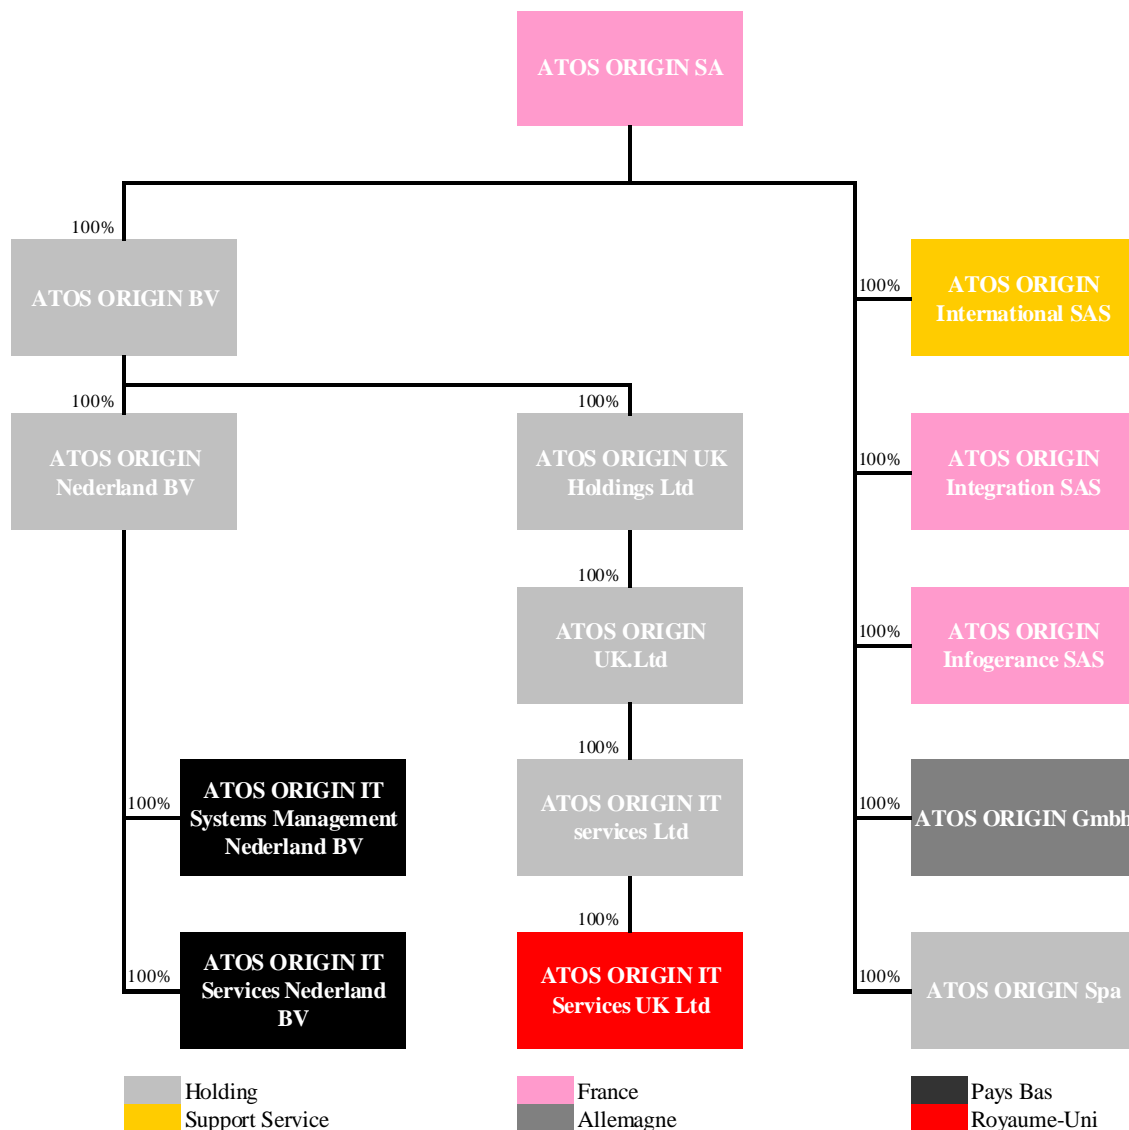 ATOS ORIGIN SA
100%
ATOS ORIGIN BV
100%
ATOS ORIGIN
International SAS
100%
100%
ATOS ORIGIN
Nederland BV
ATOS ORIGIN UK
Holdings Ltd
100%
ATOS ORIGIN
Integration SAS
100%
ATOS ORIGIN
UK.Ltd
100%
ATOS ORIGIN
Infogerance SAS
100%
100%
ATOS ORIGIN IT
Systems Management
Nederland BV
ATOS ORIGIN IT
services Ltd
100%
ATOS ORIGIN Gmbh
100%
100%
ATOS ORIGIN IT
Services Nederland
BV
ATOS ORIGIN IT
Services UK Ltd
100%
ATOS ORIGIN Spa
Holding
Support Service
France
Allemagne
Pays Bas
Royaume-Uni